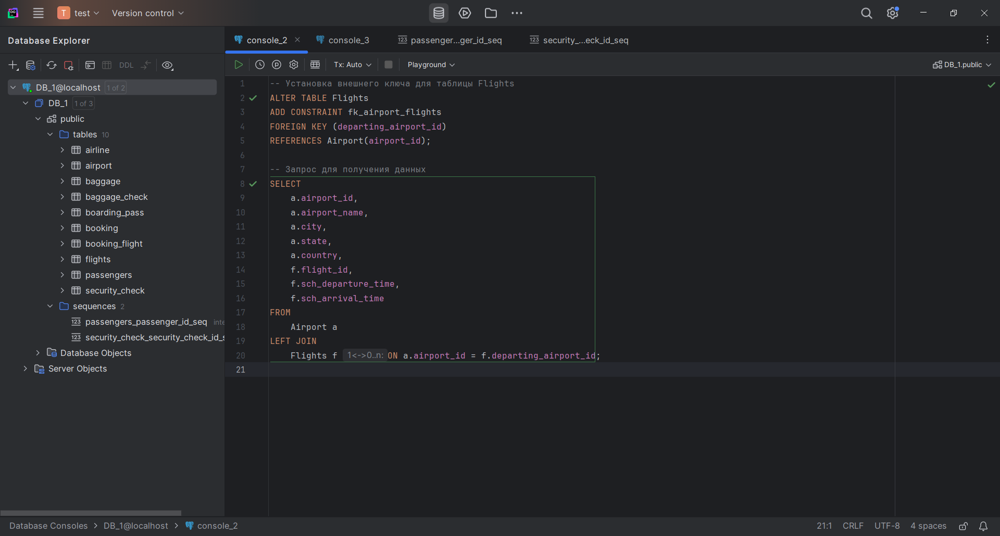 T test Version control
Database Explorer
console_2
console_3
passenger...ger_id_seq
security_...eck_id_seq
DDL
Tx: Auto
Playground
DB_1.public
DB_1@localhost 1 of 2
DB_1 1 of 3
public
tables 10
airline
airport
baggage
baggage_check
boarding_pass
booking
booking_flight
flights
passengers
security_check
sequences 2
123 passengers_passenger_id_seq inte
123 security_check_security_check_id_s
Database Objects
Server Objects
1 -- Установка внешнего ключа для таблицы Flights
2 ALTER TABLE Flights
3 ADD CONSTRAINT fk_airport_flights
4 FOREIGN KEY (departing_airport_id)
5 REFERENCES Airport(airport_id);
6
7 -- Запрос для получения данных
8 SELECT
9 a.airport_id,
10 a.airport_name,
11 a.city,
12 a.state,
13 a.country,
14 f.flight_id,
15 f.sch_departure_time,
16 f.sch_arrival_time
17 FROM
18 Airport a
19 LEFT JOIN
20 Flights f 1<->0..n: ON a.airport_id = f.departing_airport_id;
21
Database Consoles > DB_1@localhost > console_2
21:1 CRLF UTF-8 4 spaces